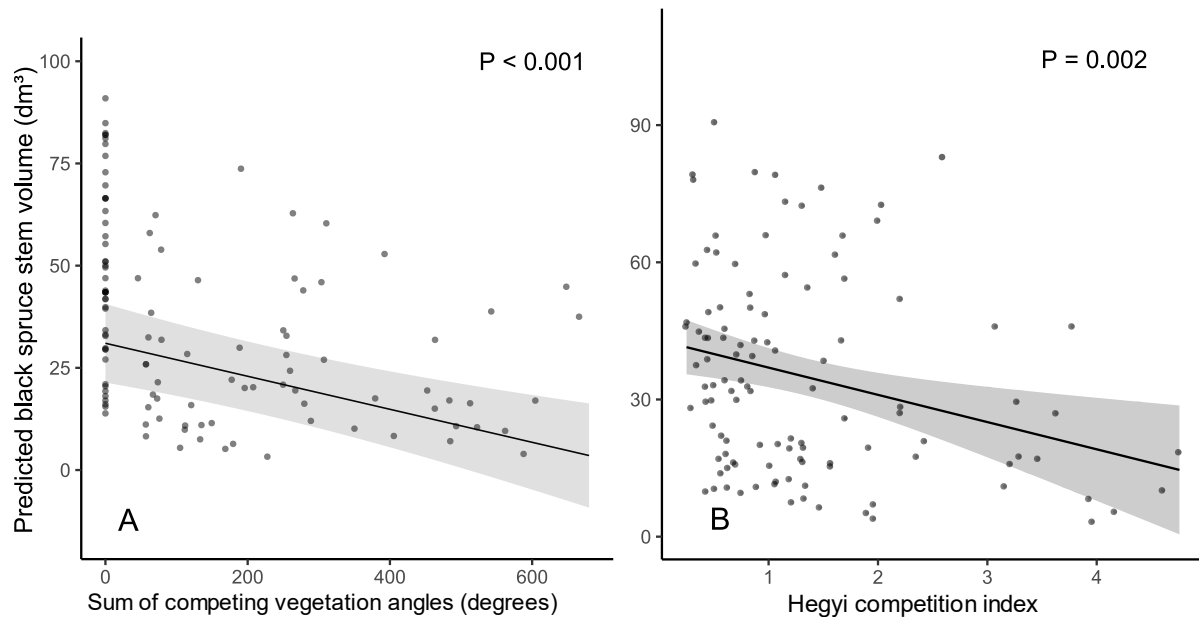 Predicted black spruce stem volume (dm³)
100
75
50
25
0
P < 0.001
A
0
200
400
600
Sum of competing vegetation angles (degrees)
90
60
30
0
P = 0.002
B
1
2
3
4
Hegyi competition index